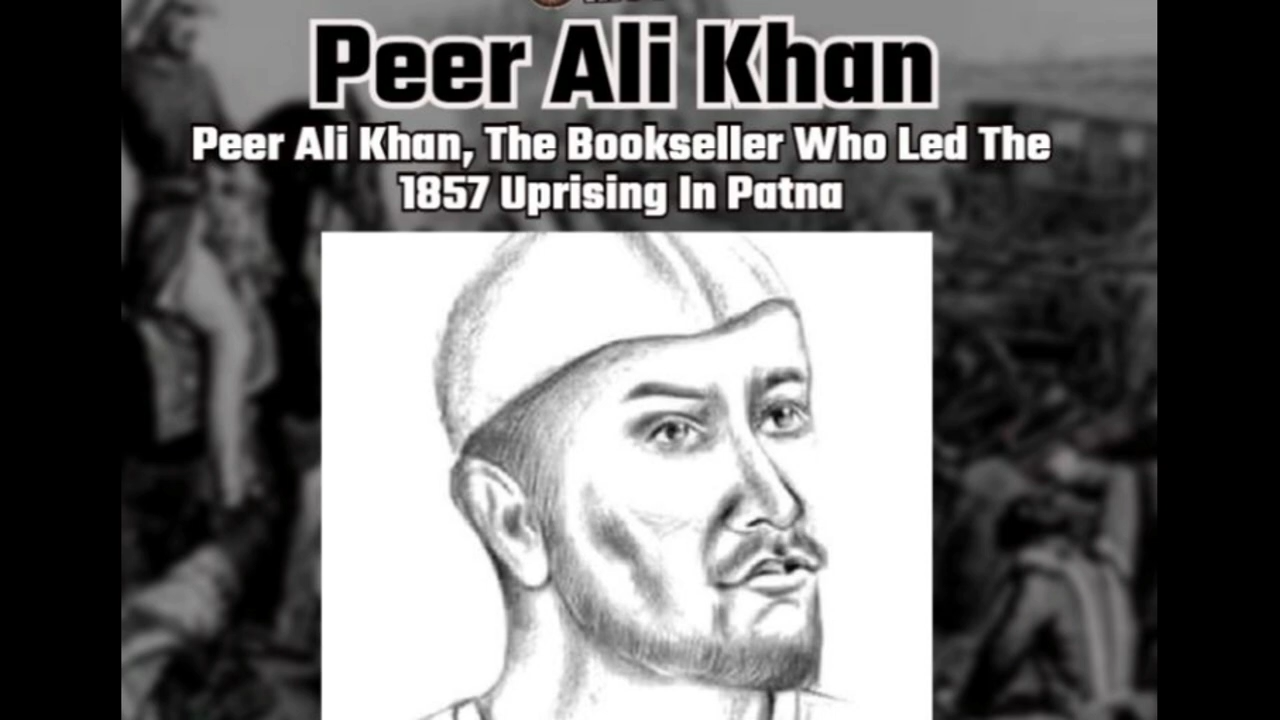 Peer Ali Khan
Peer Ali Khan, The Bookseller Who Led The
1857 Uprising In Patna